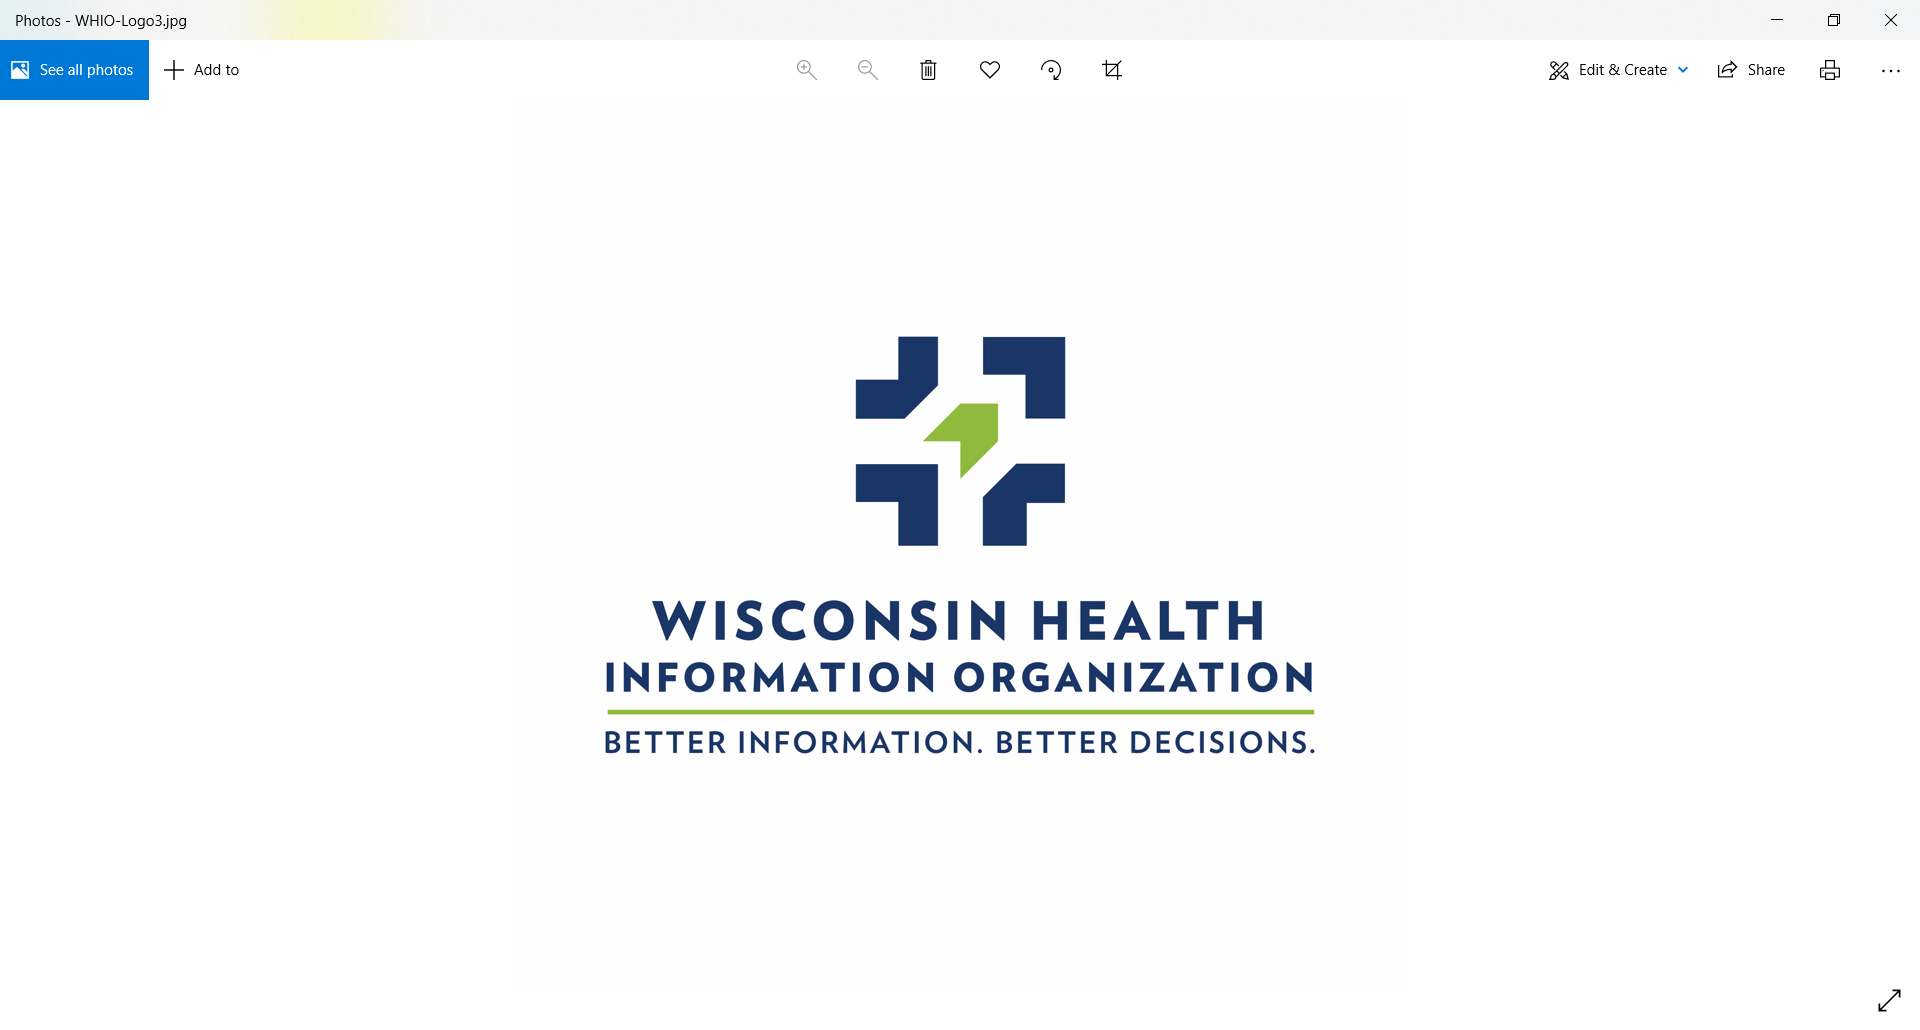 Photos - WHIO-Logo3.jpg
See all photos
Add to
Edit & Create
Share
WISCONSIN HEALTH
INFORMATION ORGANIZATION
BETTER INFORMATION. BETTER DECISIONS.